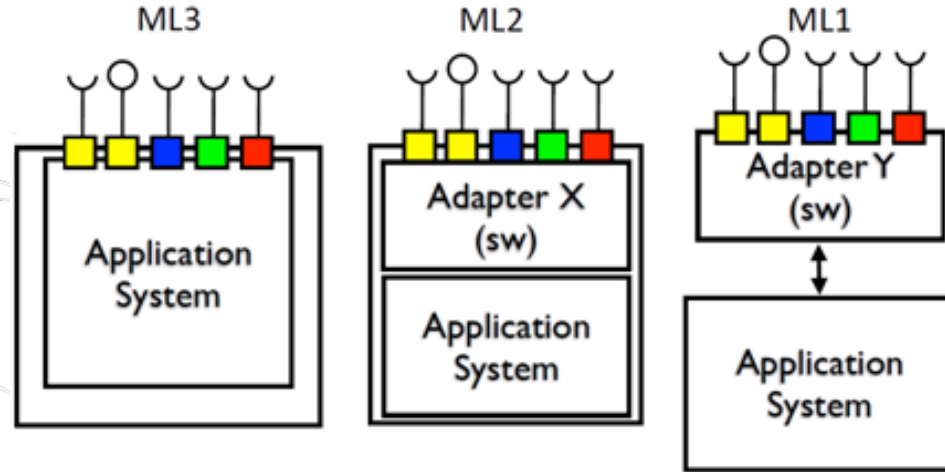 ML3
ML2
ML1
Application
System
Adapter X
(sw)
Application
System
Adapter Y
(sw)
Application
System